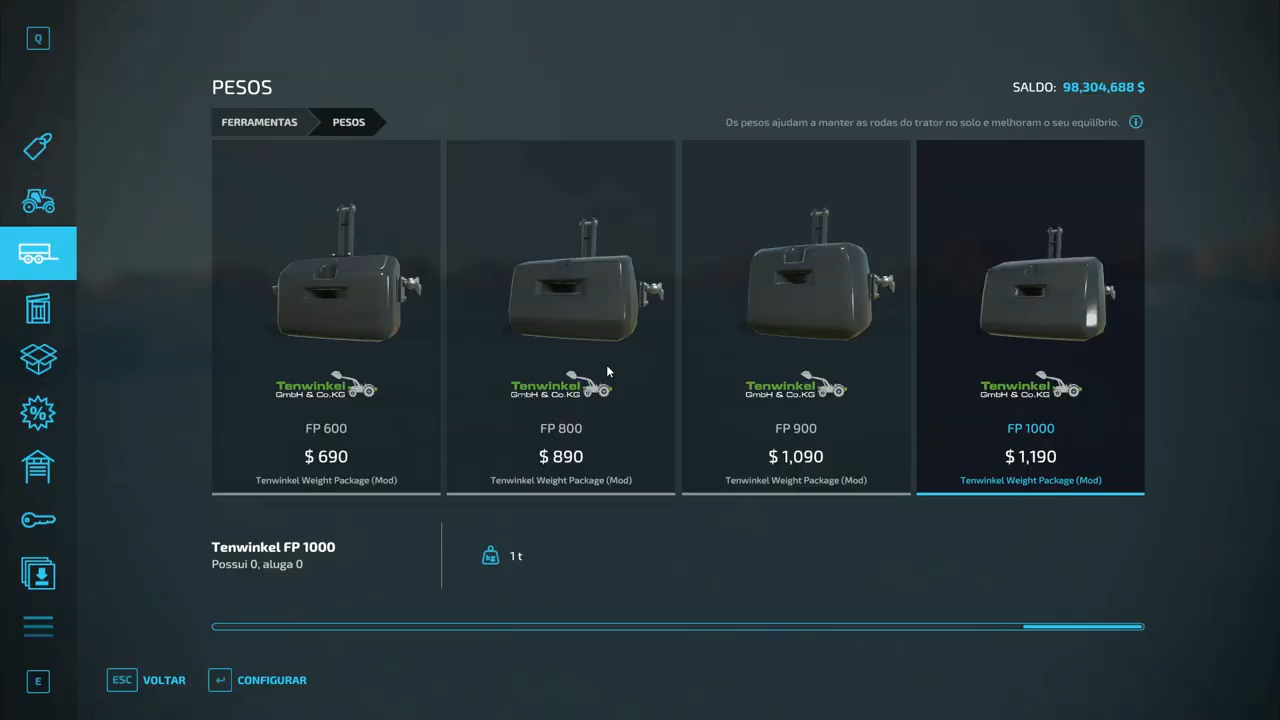 Q
PESOS
SALDO: 98,304,688 $
FERRAMENTAS PESOS
Os pesos ajudam a manter as rodas do trator no solo e melhoram o seu equilíbrio.
Tenwinkel GmbH & Co.KG
FP 600
$ 690
Tenwinkel Weight Package (Mod)
Tenwinkel GmbH & Co.KG
FP 800
$ 890
Tenwinkel Weight Package (Mod)
Tenwinkel GmbH & Co.KG
FP 900
$ 1,090
Tenwinkel Weight Package (Mod)
Tenwinkel GmbH & Co.KG
FP 1000
$ 1,190
Tenwinkel Weight Package (Mod)
Tenwinkel FP 1000
Possui 0, aluga 0
kg 1 t
E
ESC VOLTAR
CONFIGURAR